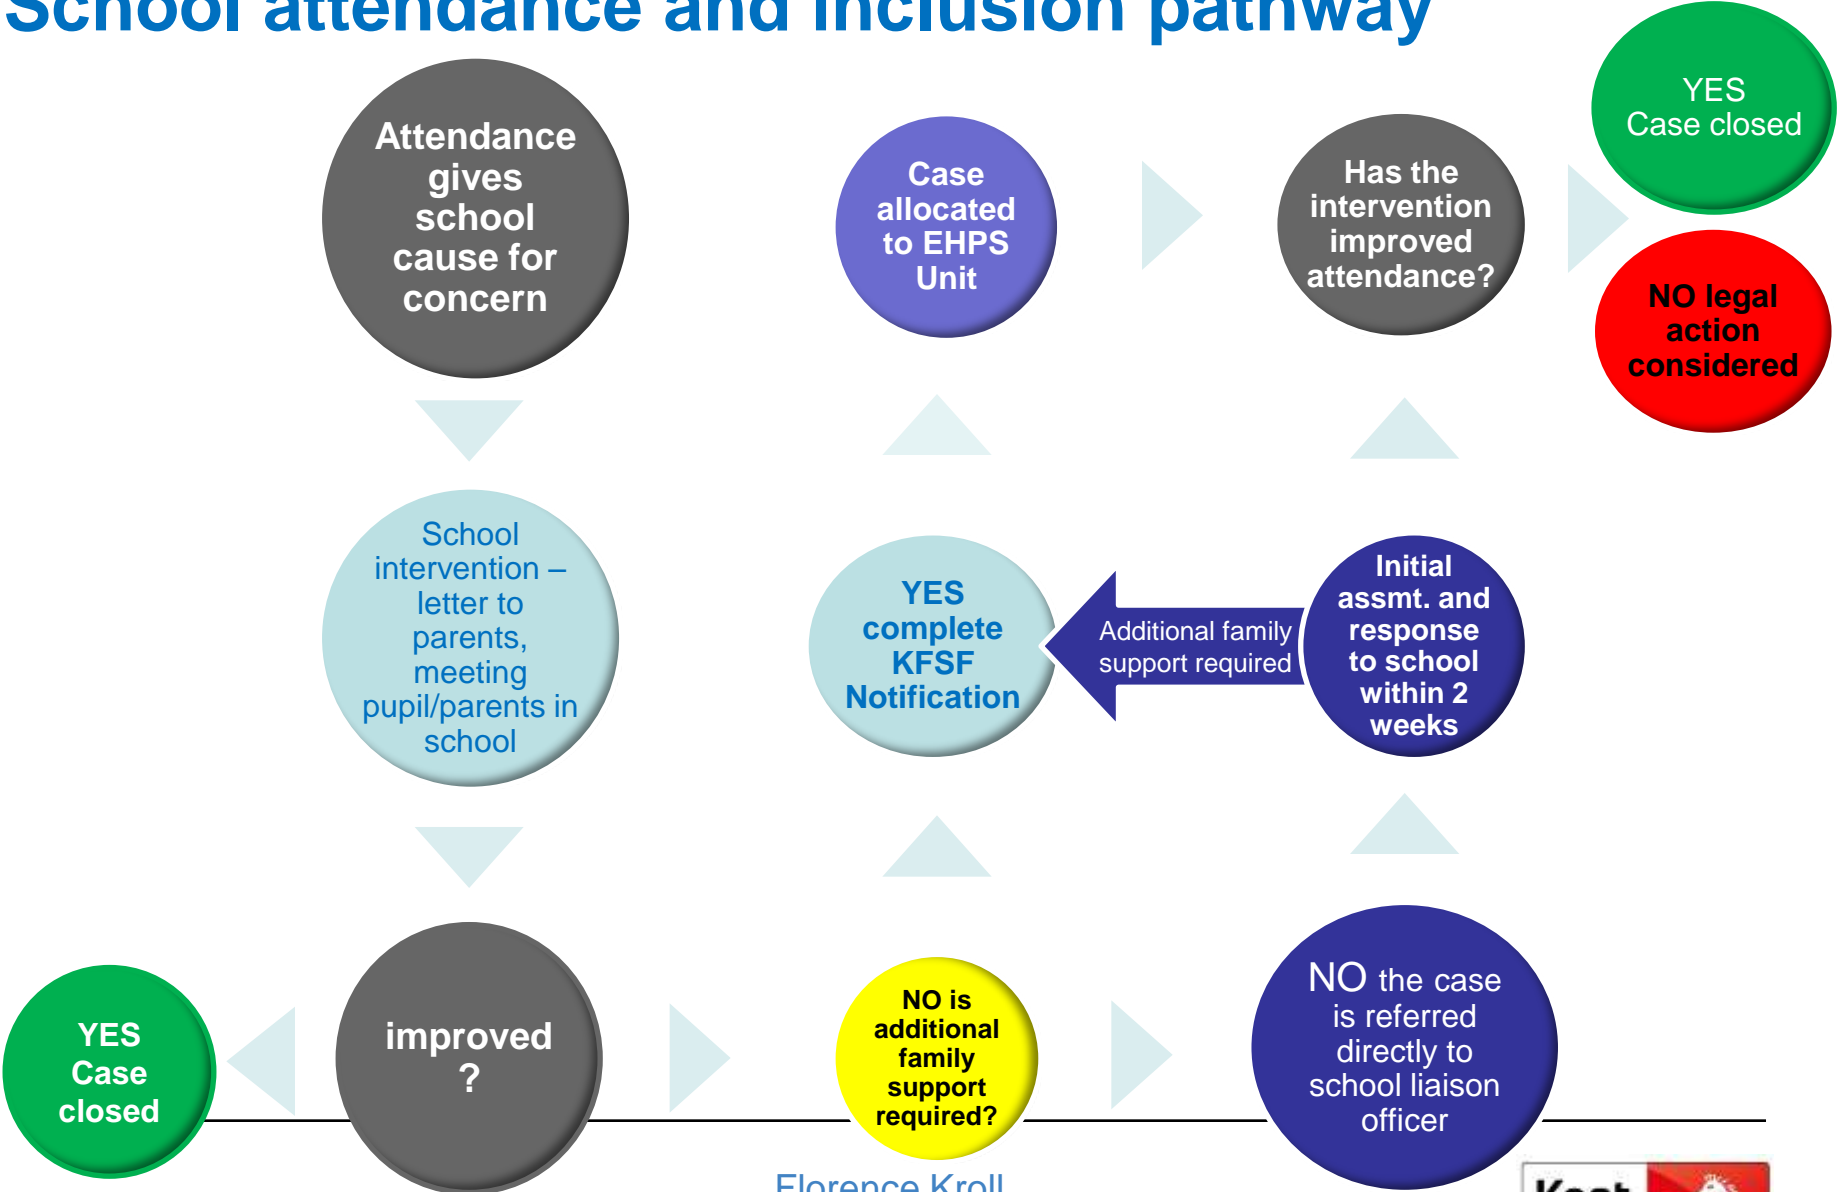 School attendance and inclusion pathway
Attendance
gives
school
cause for
concern
School
intervention –
letter to
parents,
meeting
pupil/parents in
school
improved
?
YES
Case
closed
NO is
additional
family
support
required?
YES
complete
KFSF
Notification
Case
allocated
to EHPS
Unit
NO the case
is referred
directly to
school liaison
officer
Initial
assmt. and
response
to school
within 2
weeks
Additional family
support required
Has the
intervention
improved
attendance?
YES
Case closed
NO legal
action
considered
Florence Kroll
Kent